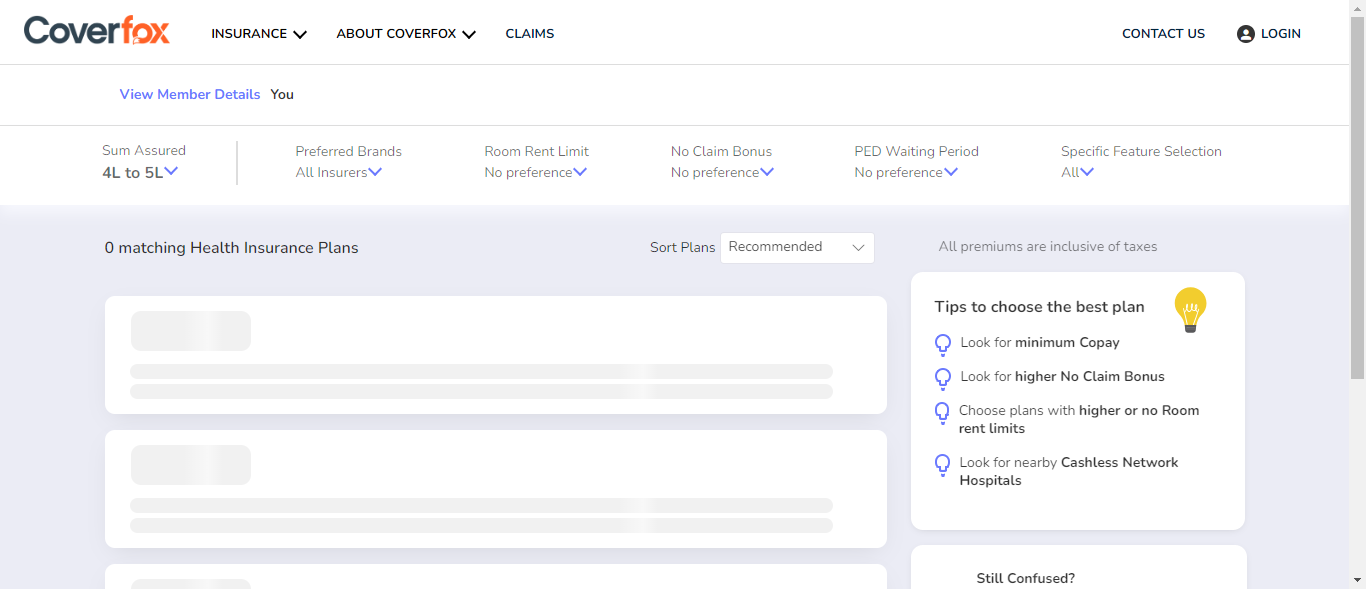 Coverfox
INSURANCE
ABOUT COVERFOX
CLAIMS
CONTACT US
LOGIN
View Member Details You
Sum Assured
4L to 5L
Preferred Brands
All Insurers
Room Rent Limit
No preference
No Claim Bonus
No preference
PED Waiting Period
No preference
Specific Feature Selection
All
0 matching Health Insurance Plans
Sort Plans
Recommended
All premiums are inclusive of taxes
Tips to choose the best plan
Look for minimum Copay
Look for higher No Claim Bonus
Choose plans with higher or no Room
rent limits
Look for nearby Cashless Network
Hospitals
Still Confused?